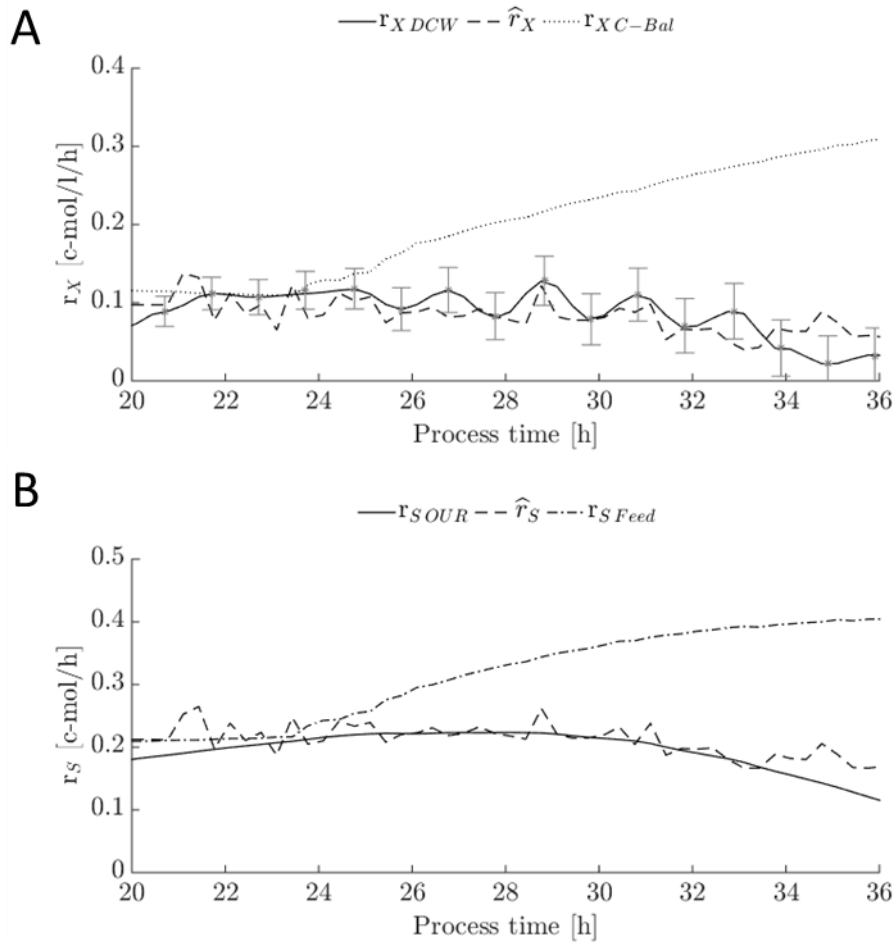 A
r_X DCW r̂_X r_X C−Bal
0.4
0.3
0.2
0.1
0
r_X [c-mol/l/h]
20 22 24 26 28 30 32 34 36
Process time [h]
B
r_S OUR r̂_S r_S Feed
0.5
0.4
0.3
0.2
0.1
0
r_S [c-mol/h]
20 22 24 26 28 30 32 34 36
Process time [h]